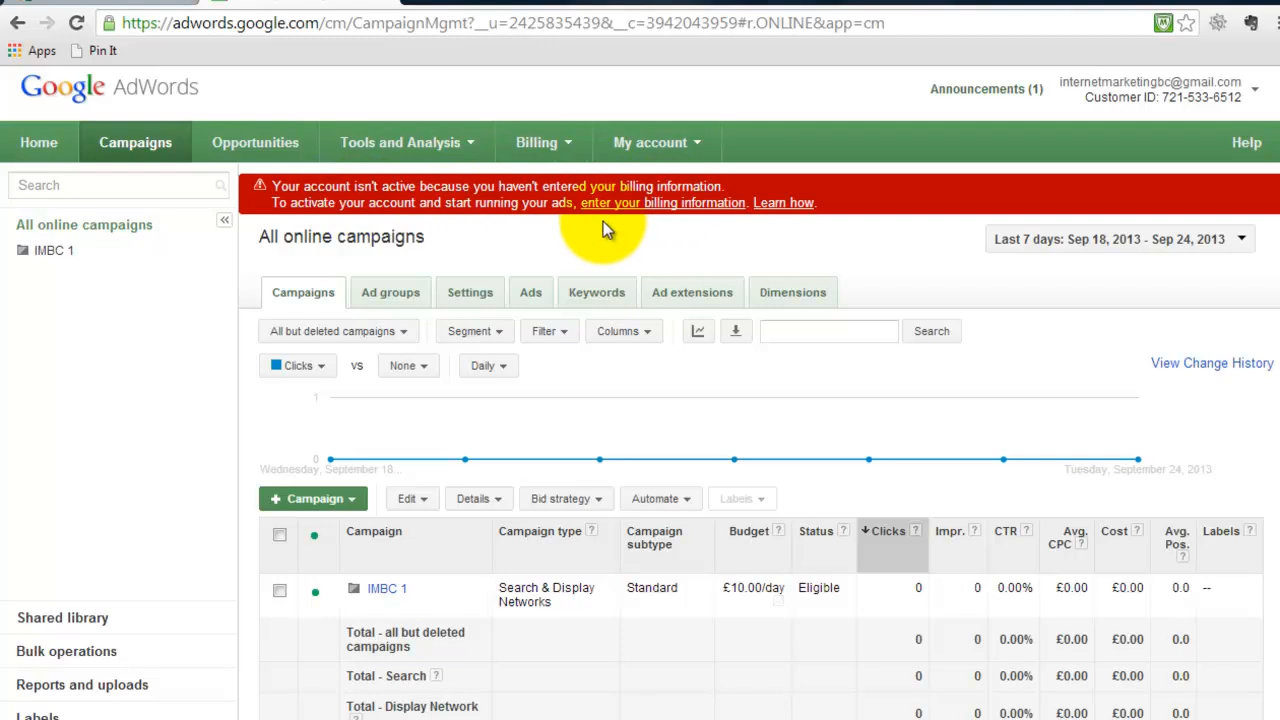 https://adwords.google.com/cm/CampaignMgmt?__u=2425835439&__c=3942043959#r.ONLINE&app=cm
Apps Pin It
Google AdWords
Announcements (1)
internetmarketingbc@gmail.com
Customer ID: 721-533-6512
Home Campaigns Opportunities Tools and Analysis Billing My account Help
Search
All online campaigns
IMBC 1
Your account isn't active because you haven't entered your billing information.
To activate your account and start running your ads, enter your billing information. Learn how.
All online campaigns
Last 7 days: Sep 18, 2013 - Sep 24, 2013
Campaigns Ad groups Settings Ads Keywords Ad extensions Dimensions
All but deleted campaigns Segment Filter Columns Search
Clicks vs None Daily
View Change History
1
0
Wednesday, September 18... Tuesday, September 24, 2013
+ Campaign Edit Details Bid strategy Automate Labels
Campaign Campaign type ? Campaign subtype Budget ? Status ? Clicks ? Impr. ? CTR ? Avg. CPC ? Cost ? Avg. Pos. ? Labels ?
IMBC 1 Search & Display Networks Standard £10.00/day Eligible 0 0 0.00% £0.00 £0.00 0.0 --
Total - all but deleted campaigns 0 0 0.00% £0.00 £0.00 0.0
Total - Search ? 0 0 0.00% £0.00 £0.00 0.0
Total - Display Network ? 0 0 0.00% £0.00 £0.00 0.0
Shared library
Bulk operations
Reports and uploads
Labels